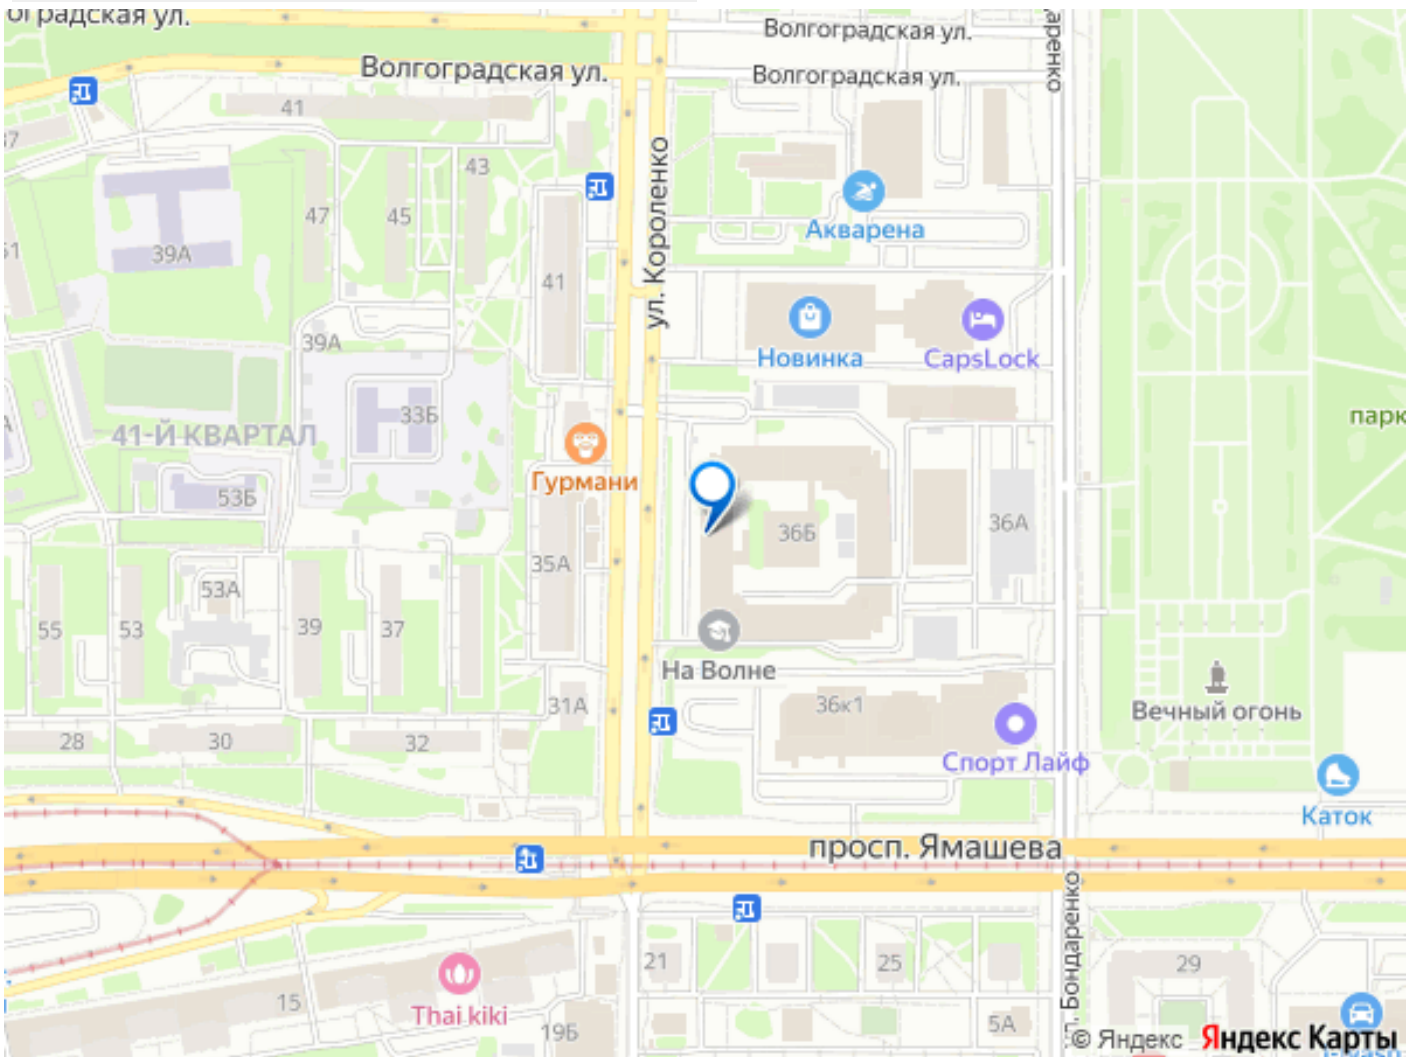 Волгоградская ул.
Волгоградская ул.
Волгоградская ул.
41
43
47
45
39А
ул. Короленко
Акварена
41
39А
Новинка
CapsLock
33Б
41-Й КВАРТАЛ
парк
Гурмани
53Б
36Б
36А
35А
53А
55
53
39
37
На Волне
31А
36к1
Вечный огонь
28
30
32
Спорт Лайф
Каток
просп. Ямашева
ул. Бондаренко
21
25
29
15
Thai kiki
19Б
5А
© Яндекс Яндекс Карты